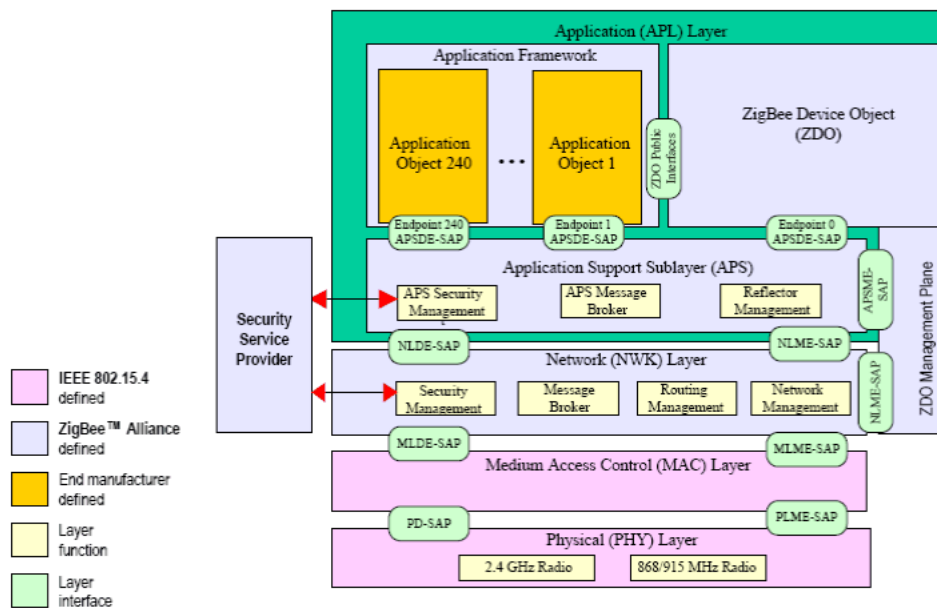 Application (APL) Layer
Application Framework
Application
Object 240
...
Application
Object 1
ZDO Public
Interfaces
ZigBee Device Object
(ZDO)
Endpoint 240
APSDE-SAP
Endpoint 1
APSDE-SAP
Endpoint 0
APSDE-SAP
Application Support Sublayer (APS)
APS Security
Management
APS Message
Broker
Reflector
Management
APSME-
SAP
ZDO Management Plane
Security
Service
Provider
NLDE-SAP
NLME-SAP
Network (NWK) Layer
Security
Management
Message
Broker
Routing
Management
Network
Management
NLME-SAP
MLDE-SAP
MLME-SAP
Medium Access Control (MAC) Layer
PD-SAP
PLME-SAP
Physical (PHY) Layer
2.4 GHz Radio
868/915 MHz Radio
IEEE 802.15.4
defined
ZigBee™ Alliance
defined
End manufacturer
defined
Layer
function
Layer
interface